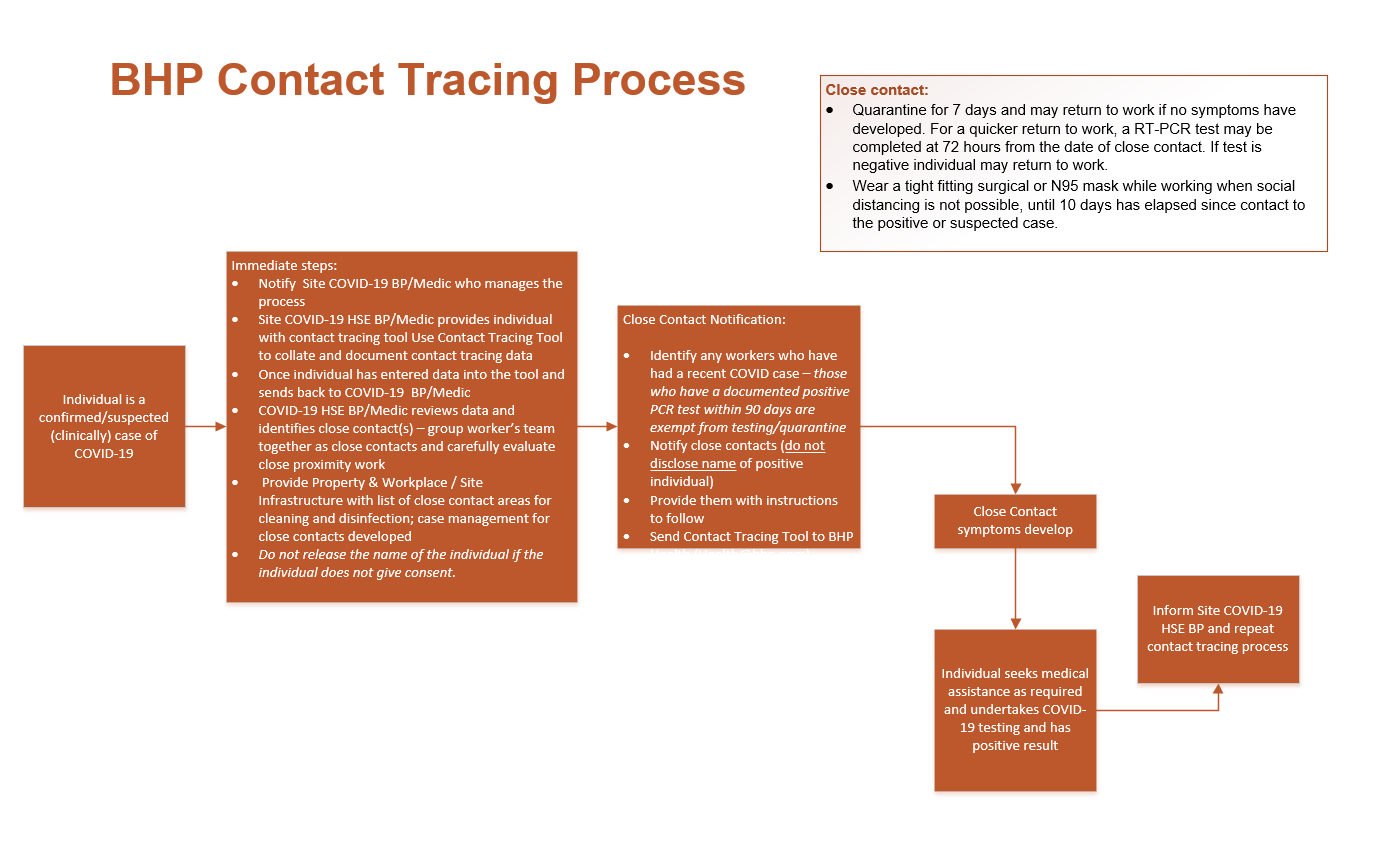 BHP Contact Tracing Process
Close contact:
● Quarantine for 7 days and may return to work if no symptoms have
developed. For a quicker return to work, a RT-PCR test may be
completed at 72 hours from the date of close contact. If test is
negative individual may return to work.
● Wear a tight fitting surgical or N95 mask while working when social
distancing is not possible, until 10 days has elapsed since contact to
the positive or suspected case.
Individual is a
confirmed/suspected
(clinically) case of
COVID-19
Immediate steps:
● Notify  Site COVID-19 BP/Medic who manages the
process
● Site COVID-19 HSE BP/Medic provides individual
with contact tracing tool Use Contact Tracing Tool
to collate and document contact tracing data
● Once individual has entered data into the tool and
sends back to COVID-19  BP/Medic
● COVID-19 HSE BP/Medic reviews data and
identifies close contact(s) – group worker's team
together as close contacts and carefully evaluate
close proximity work
● Provide Property & Workplace / Site
Infrastructure with list of close contact areas for
cleaning and disinfection; case management for
close contacts developed
● Do not release the name of the individual if the
individual does not give consent.
Close Contact Notification:
● Identify any workers who have
had a recent COVID case – those
who have a documented positive
PCR test within 90 days are
exempt from testing/quarantine
● Notify close contacts (do not
disclose name of positive
individual)
● Provide them with instructions
to follow
● Send Contact Tracing Tool to BHP
Close Contact
symptoms develop
Individual seeks medical
assistance as required
and undertakes COVID-
19 testing and has
positive result
Inform Site COVID-19
HSE BP and repeat
contact tracing process